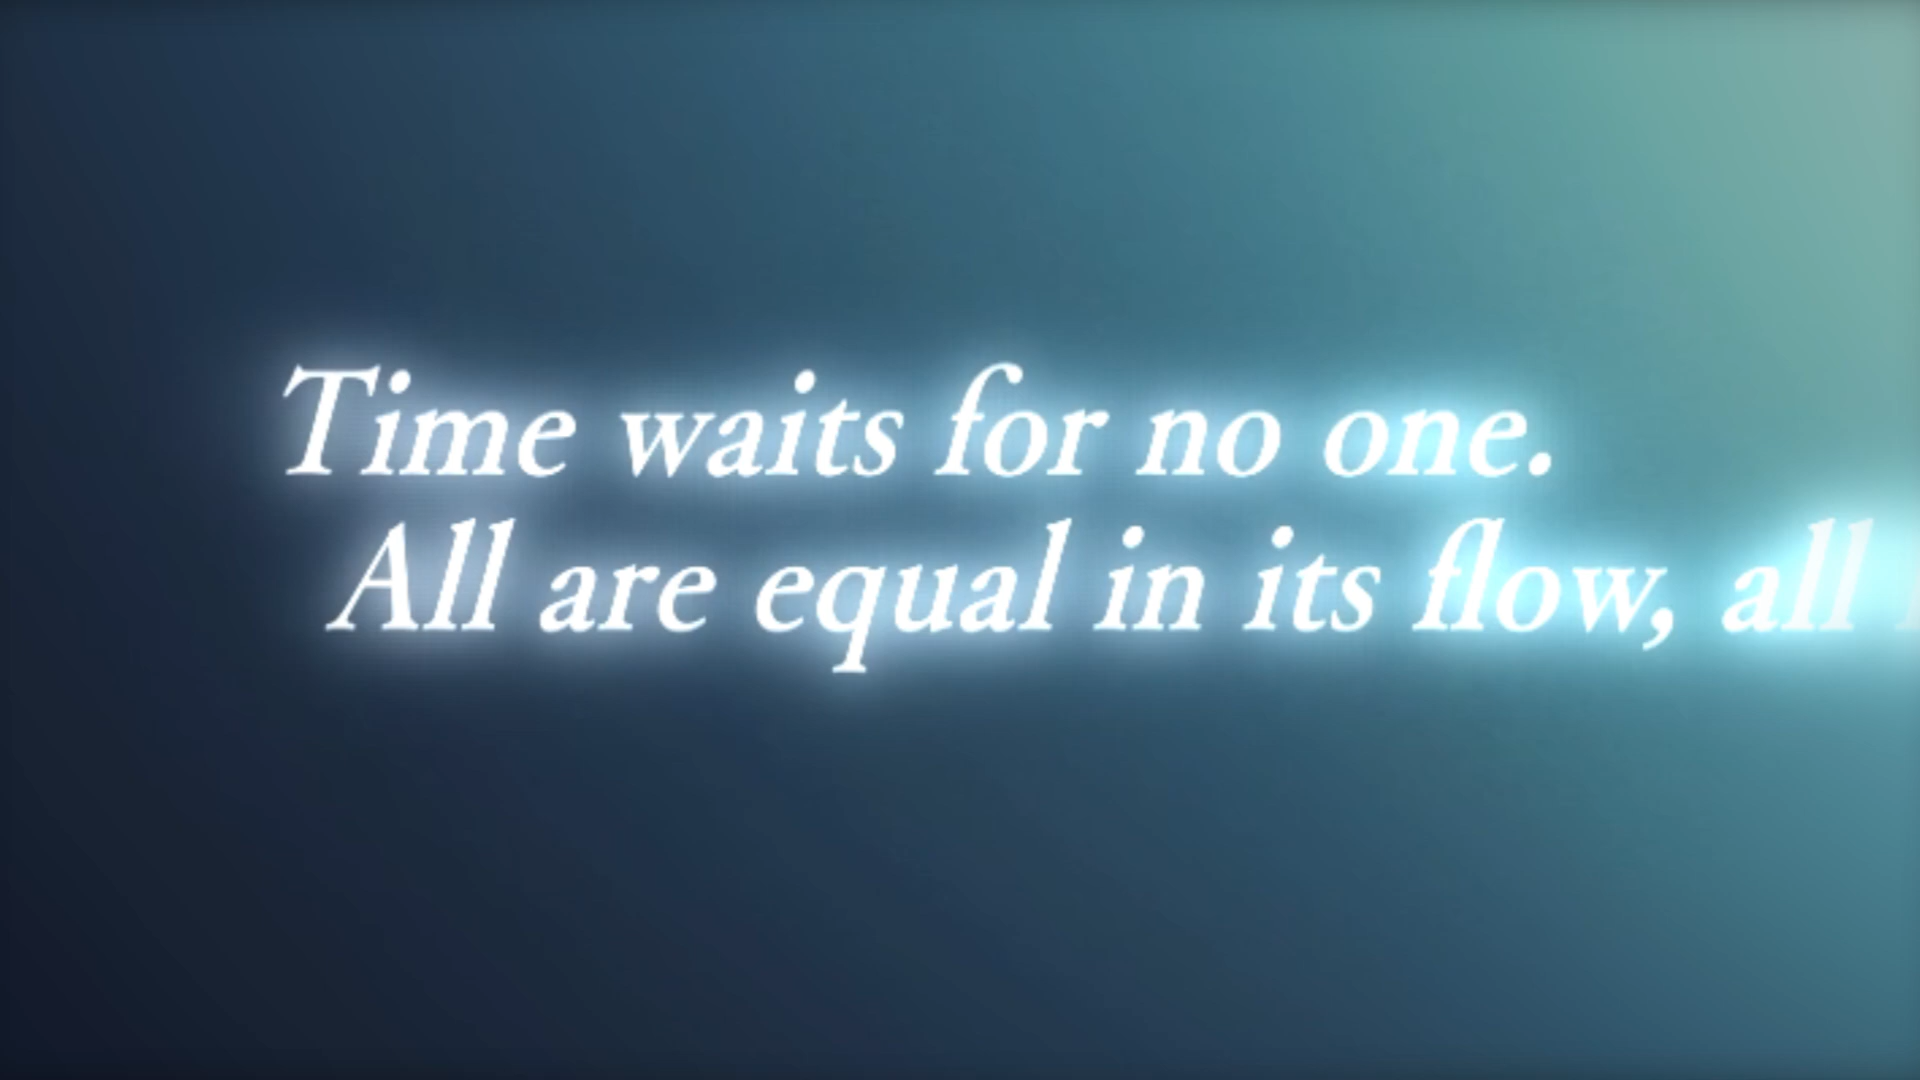 Time waits for no one.
All are equal in its flow, all